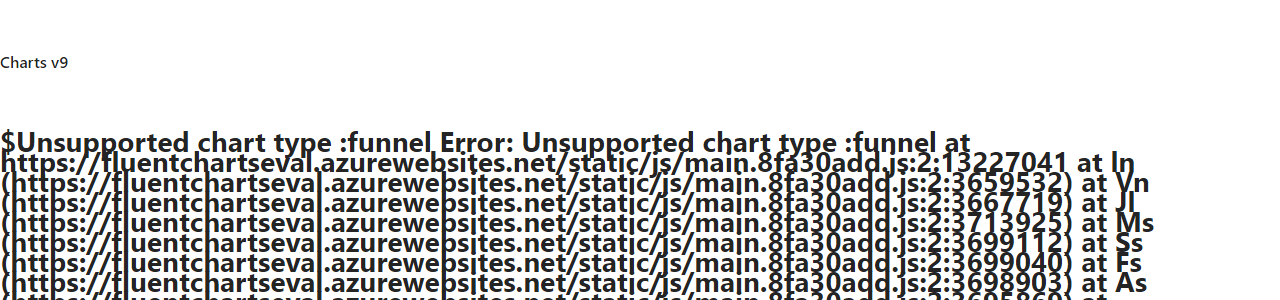 Charts v9
$Unsupported chart type :funnel Error: Unsupported chart type :funnel at
https://fluentchartseval.azurewebsites.net/static/js/main.8fa30add.js:2:13227041 at In
(https://fluentchartseval.azurewebsites.net/static/js/main.8fa30add.js:2:3659532) at Vn
(https://fluentchartseval.azurewebsites.net/static/js/main.8fa30add.js:2:3667719) at Jl
(https://fluentchartseval.azurewebsites.net/static/js/main.8fa30add.js:2:3713925) at Ms
(https://fluentchartseval.azurewebsites.net/static/js/main.8fa30add.js:2:3699112) at Ss
(https://fluentchartseval.azurewebsites.net/static/js/main.8fa30add.js:2:3699040) at Fs
(https://fluentchartseval.azurewebsites.net/static/js/main.8fa30add.js:2:3698903) at As